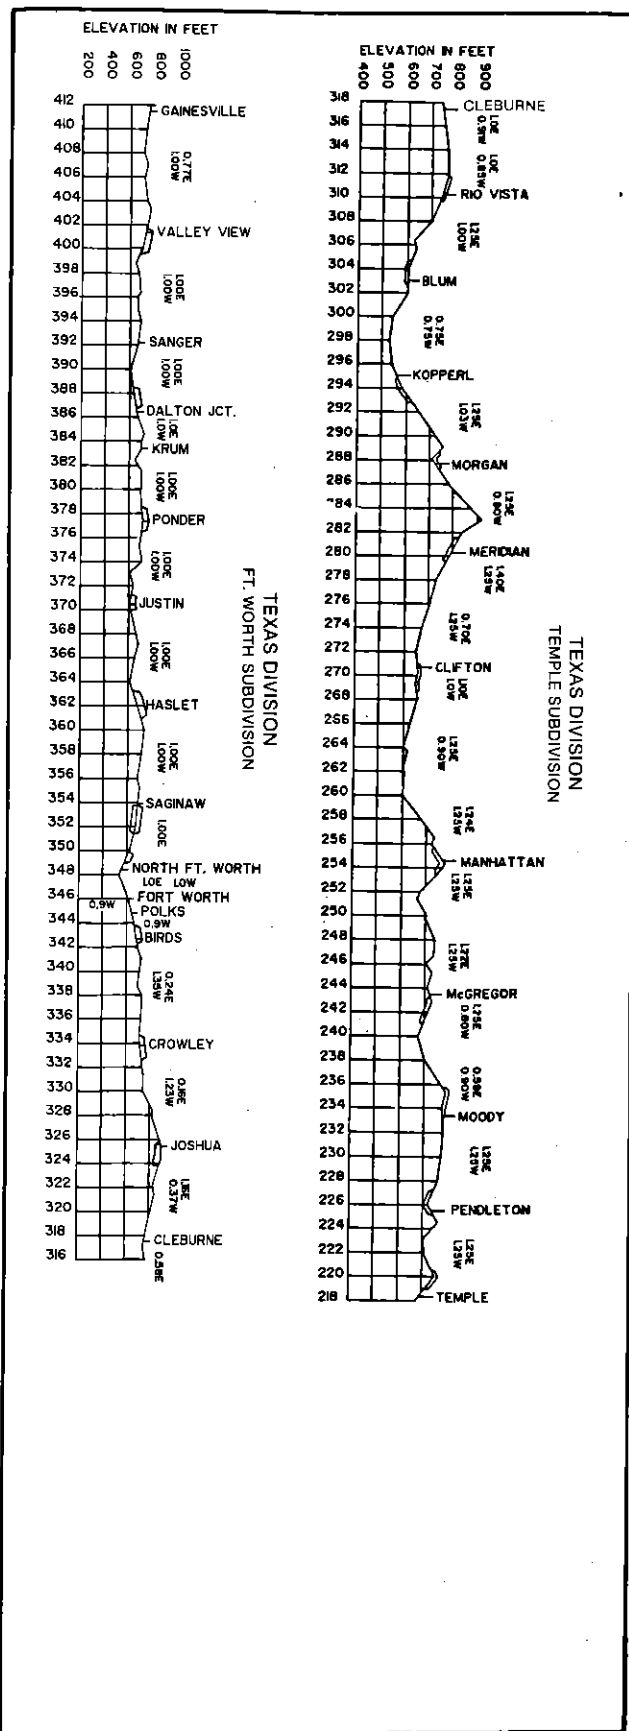 ELEVATION IN FEET
200 400 600 800 1000
412 GAINESVILLE
410
408
0.77E
1.00W
406
404
402 VALLEY VIEW
400
398
1.00E
1.00W
396
394
392 SANGER
390
1.00E
1.00W
388
386 DALTON JCT.
384
1.0E
1.0W
KRUM
382
380
1.00E
1.00W
378 PONDER
376
374
1.00E
1.00W
372
370 JUSTIN
368
366
1.00E
1.00W
364
362 HASLET
360
358
1.00E
1.00W
356
354 SAGINAW
352
1.00E
350
348 NORTH FT. WORTH
1.0E 1.0W
346 FORT WORTH
0.9W
POLKS
344
0.9W
342 BIRDS
340
338
0.24E
1.35W
336
334 CROWLEY
332
330
0.16E
1.23W
328
326 JOSHUA
324
322
1.16E
0.37W
320
318 CLEBURNE
316
0.58E
TEXAS DIVISION
FT. WORTH SUBDIVISION
ELEVATION IN FEET
400 500 600 700 800 900
318 CLEBURNE
316
1.0E
0.91W
314
312
1.0E
0.85W
310 RIO VISTA
308
306
1.25E
1.00W
304
302 BLUM
300
298
0.75E
0.75W
296
294 KOPPERL
292
1.25E
1.03W
290
288 MORGAN
286
284
1.25E
0.80W
282
280 MERIDIAN
278
1.40E
1.25W
276
274
0.70E
1.25W
272
270 CLIFTON
268
1.10E
1.0W
266
264
1.25E
0.90W
262
260
258
1.24E
1.25W
256
254 MANHATTAN
252
1.25E
1.25W
250
248
1.22E
1.25W
246
244
242 McGREGOR
1.25E
0.80W
240
238
236
0.98E
0.90W
234 MOODY
232
230
1.25E
1.25W
228
226 PENDLETON
224
222
1.25E
1.25W
220
218 TEMPLE
TEXAS DIVISION
TEMPLE SUBDIVISION